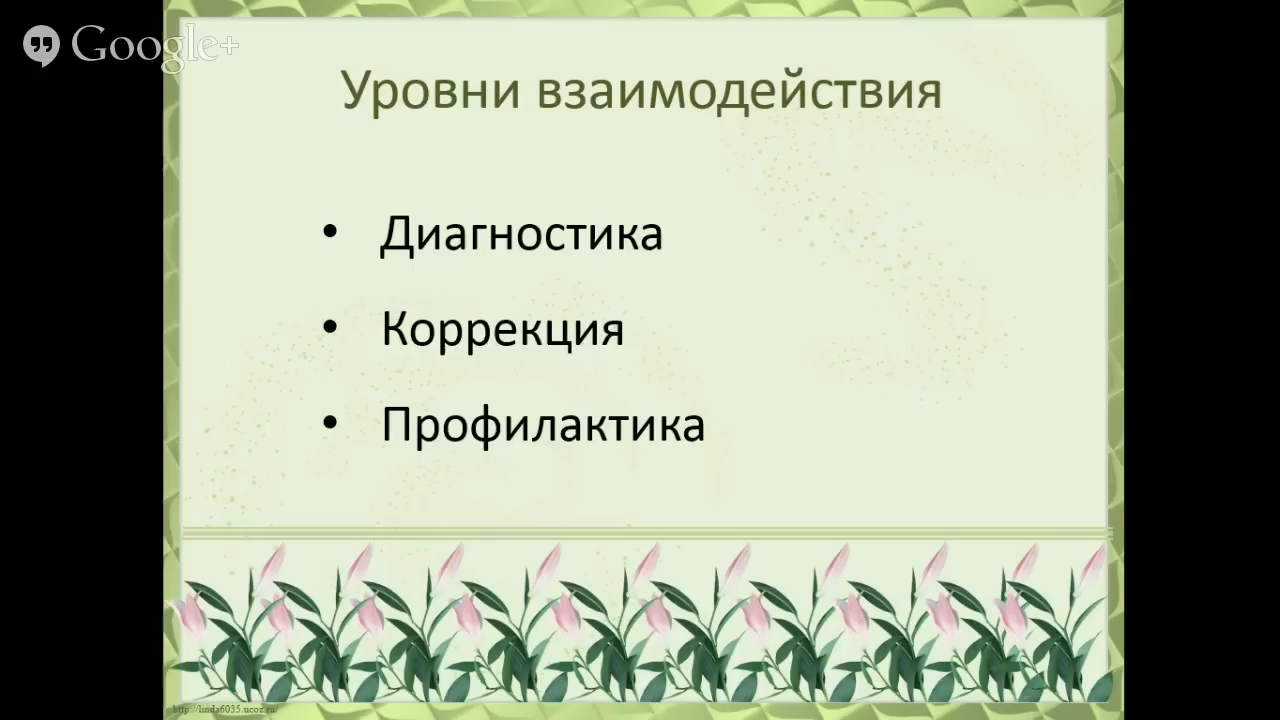 Google+
Уровни взаимодействия
• Диагностика
• Коррекция
• Профилактика
http://linda6035.ucoz.ru/